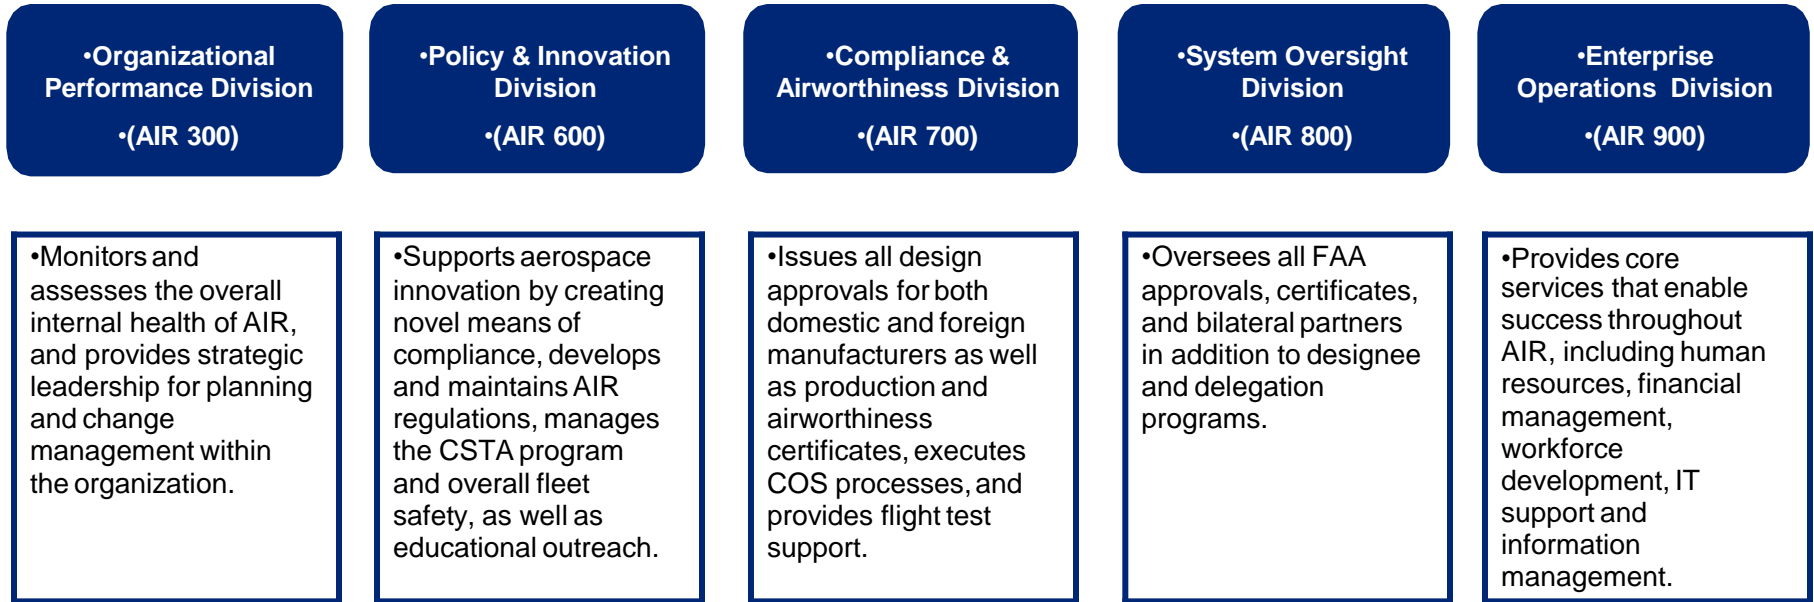 •Organizational
Performance Division
•(AIR 300)
•Policy & Innovation
Division
•(AIR 600)
•Compliance &
Airworthiness Division
•(AIR 700)
•System Oversight
Division
•(AIR 800)
•Enterprise
Operations Division
•(AIR 900)
•Monitors and
assesses the overall
internal health of AIR,
and provides strategic
leadership for planning
and change
management within
the organization.
•Supports aerospace
innovation by creating
novel means of
compliance, develops
and maintains AIR
regulations, manages
the CSTA program
and overall fleet
safety, as well as
educational outreach.
•Issues all design
approvals for both
domestic and foreign
manufacturers as well
as production and
airworthiness
certificates, executes
COS processes, and
provides flight test
support.
•Oversees all FAA
approvals, certificates,
and bilateral partners
in addition to designee
and delegation
programs.
•Provides core
services that enable
success throughout
AIR, including human
resources, financial
management,
workforce
development, IT
support and
information
management.